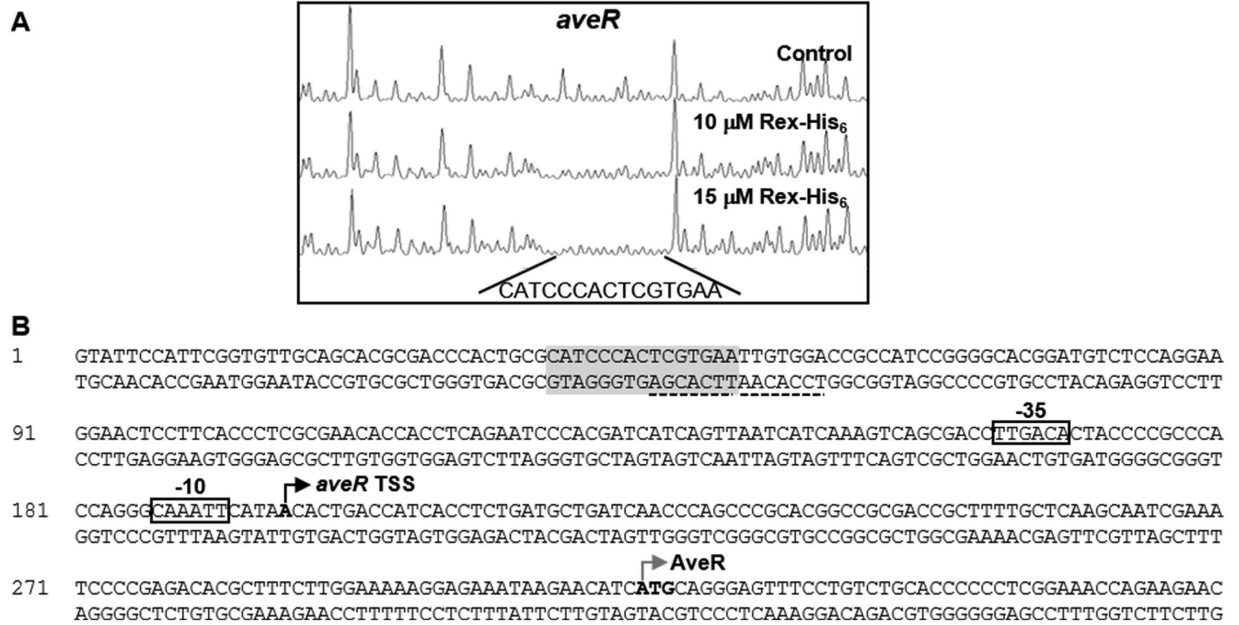 A
aveR
Control
10 µM Rex-His6
15 µM Rex-His6
CATCCCACTCGTGAA
B
1 GTATTCCATTCGGTGTTGCAGCACGCGACCCACTGCGCATCCCACTCGTGAATTGTGGACCGCCATCCGGGGCACGGATGTCTCCAGGAA
TGCAACACCGAATGGAATACCGTGCGCTGGGTGACGCGTAGGGTGAGCACTTAACACCTGGCGGTAGGCCCCGTGCCTACAGAGGTCCTT
-35
91 GGAACTCCTTCACCCTCGCGAACACCACCTCAGAATCCCACGATCATCAGTTAATCATCAAAGTCAGCGACCTTGACACTACCCCGCCCA
CCTTGAGGAAGTGGGAGCGCTTGTGGTGGAGTCTTAGGGTGCTAGTAGTCAATTAGTAGTTTCAGTCGCTGGAACTGTGATGGGGCGGGT
-10
aveR TSS
181 CCAGGGCAAATTCATAACACTGACCATCACCTCTGATGCTGATCAACCCAGCCCGCACGGCCGCGACCGCTTTTGCTCAAGCAATCGAAA
GGTCCCGTTTAAGTATTGTGACTGGTAGTGGAGACTACGACTAGTTGGGTCGGGCGTGCCGGCGCTGGCGAAAACGAGTTCGTTAGCTTT
AveR
271 TCCCCGAGACACGCTTTCTTGGAAAAAGGAGAAATAAGAACATCATGCAGGGAGTTTCCTGTCTGCACCCCCCTCGGAAACCAGAAGAAC
AGGGGCTCTGTGCGAAAGAACCTTTTTCCTCTTTATTCTTGTAGTACGTCCCTCAAAGGACAGACGTGGGGGGAGCCTTTGGTCTTCTTG